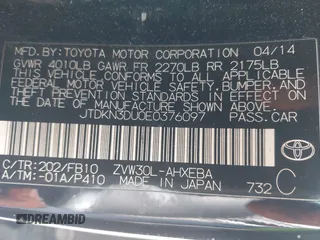 MFD.BY:TOYOTA MOTOR CORPORATION 04/14
GVWR 4010LB GAWR FR 2270LB RR 2175LB
THIS VEHICLE CONFORMS TO ALL APPLICABLE
FEDERAL MOTOR VEHICLE SAFETY, BUMPER, AND
THEFT PREVENTION STANDARDS IN EFFECT ON
THE DATE OF MANUFACTURE SHOWN ABOVE.
JTDKN3DU0E0376097 PASS.CAR
C/TR:202/FB10 ZVW30L-AHXEBA
A/TM:-01A/P410 MADE IN JAPAN 732 C
TOYOTA
DREAMBID